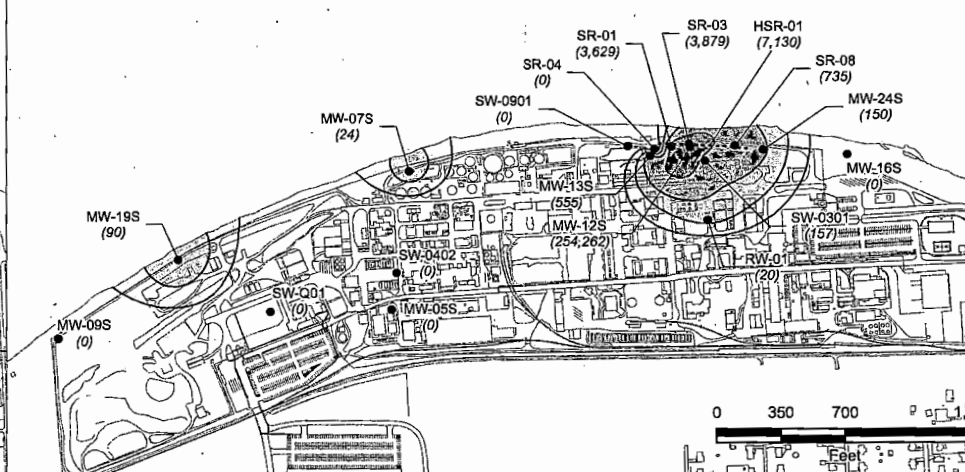 SR-03
(3,879)
HSR-01
(7,130)
SR-01
(3,629)
SR-04
(0)
SR-08
(735)
SW-0901
(0)
MW-24S
(150)
MW-07S
(24)
MW-16S
(0)
MW-13S
(555)
MW-19S
(90)
MW-12S
(254,262)
SW-0301
(157)
SW-0402
(0)
RW-01
(20)
SW-Q01
(0)
MW-05S
(0)
MW-09S
(0)
0 350 700
Feet